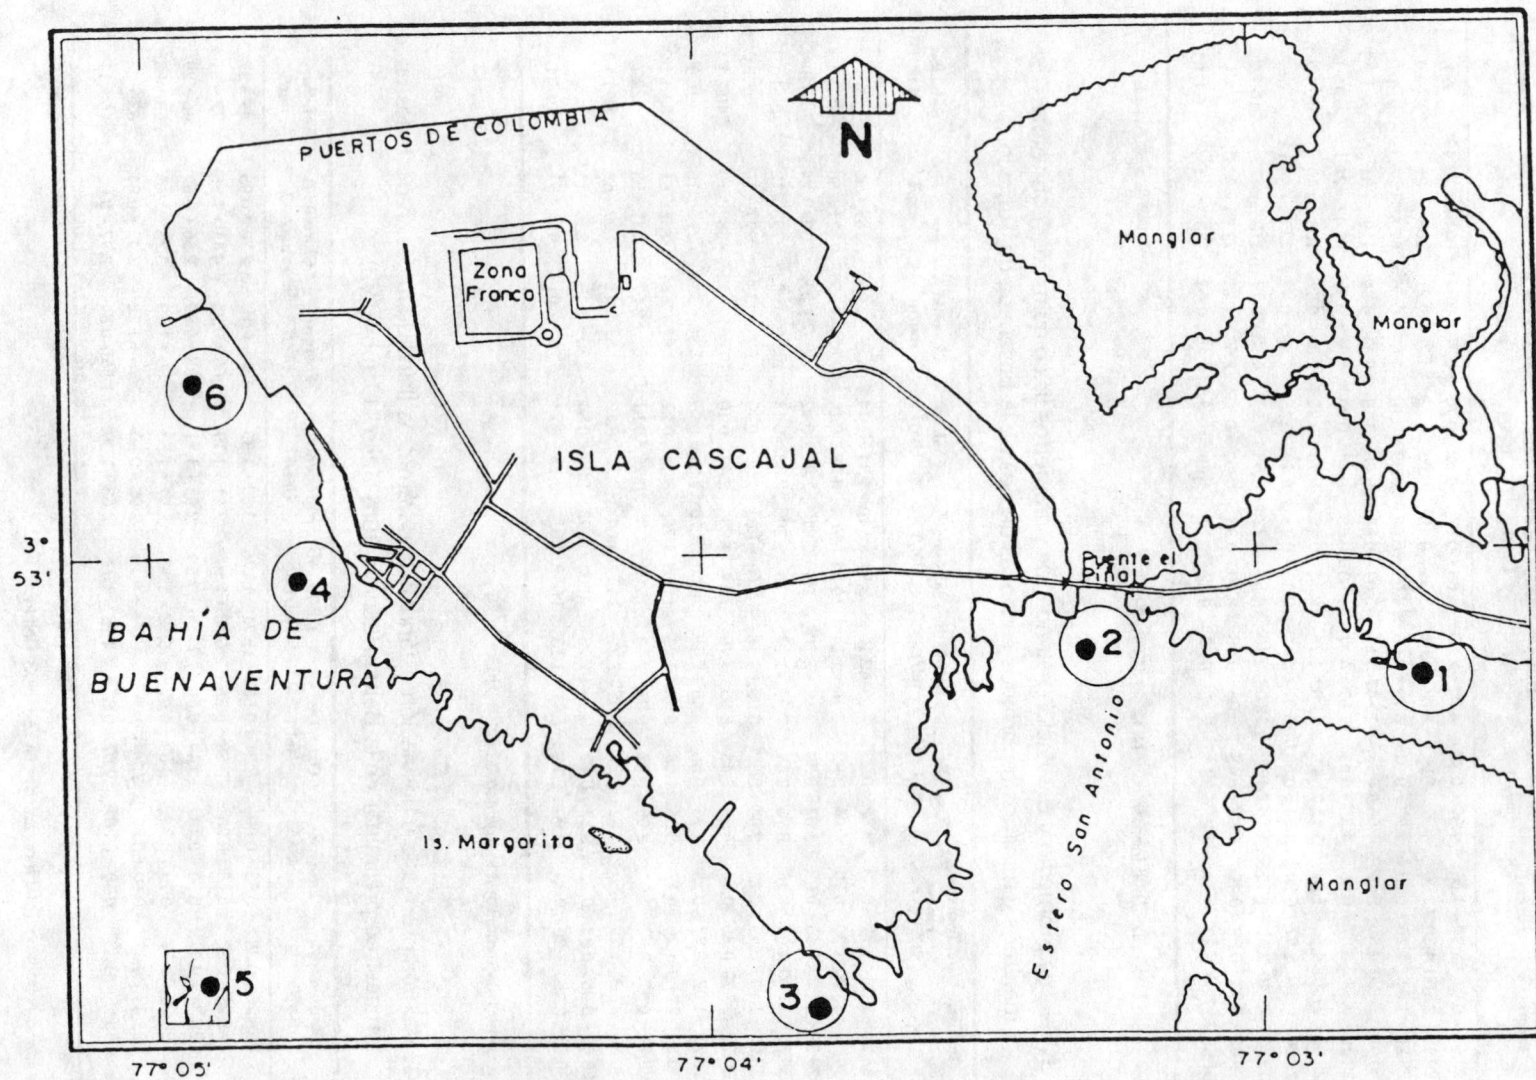 PUERTOS DE COLOMBIA
N
Manglar
Zona
Franca
Manglar
6
ISLA CASCAJAL
3°
53'
Puente el
Piñal
4
BAHÍA DE
BUENAVENTURA
2
1
Estero San Antonio
Is. Margarita
Manglar
5
3
77° 05'
77° 04'
77° 03'